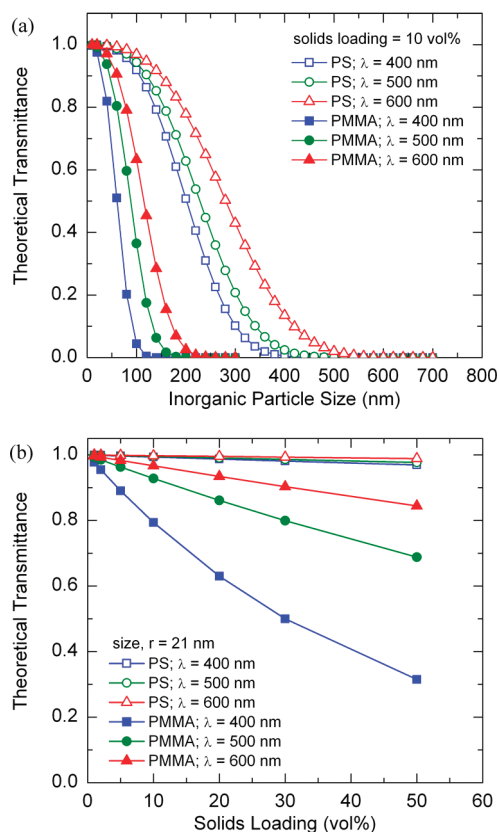 (a)
solids loading = 10 vol%
PS; λ = 400 nm
PS; λ = 500 nm
PS; λ = 600 nm
PMMA; λ = 400 nm
PMMA; λ = 500 nm
PMMA; λ = 600 nm
Theoretical Transmittance
1.0
0.8
0.6
0.4
0.2
0.0
0 100 200 300 400 500 600 700 800
Inorganic Particle Size (nm)
(b)
Theoretical Transmittance
1.0
0.8
0.6
0.4
0.2
0.0
size, r = 21 nm
PS; λ = 400 nm
PS; λ = 500 nm
PS; λ = 600 nm
PMMA; λ = 400 nm
PMMA; λ = 500 nm
PMMA; λ = 600 nm
0 10 20 30 40 50 60
Solids Loading (vol%)